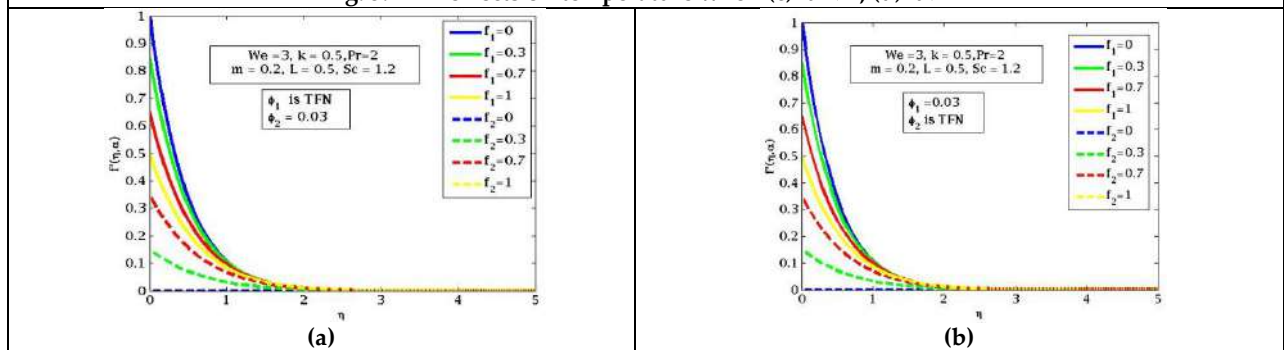 1
0.9
0.8
0.7
0.6
0.5
0.4
0.3
0.2
0.1
0
f'(η,α)
We =3, k = 0.5,Pr=2
m = 0.2, L = 0.5, Sc = 1.2
ϕ₁ is TFN
ϕ₂ = 0.03
f₁=0
f₁=0.3
f₁=0.7
f₁=1
f₂=0
f₂=0.3
f₂=0.7
f₂=1
0 1 2 3 4 5
η
(a)
1
0.9
0.8
0.7
0.6
0.5
0.4
0.3
0.2
0.1
0
f'(η,α)
We =3, k = 0.5,Pr=2
m = 0.2, L = 0.5, Sc = 1.2
ϕ₁ =0.03
ϕ₂ is TFN
f₁=0
f₁=0.3
f₁=0.7
f₁=1
f₂=0
f₂=0.3
f₂=0.7
f₂=1
0 1 2 3 4 5
η
(b)